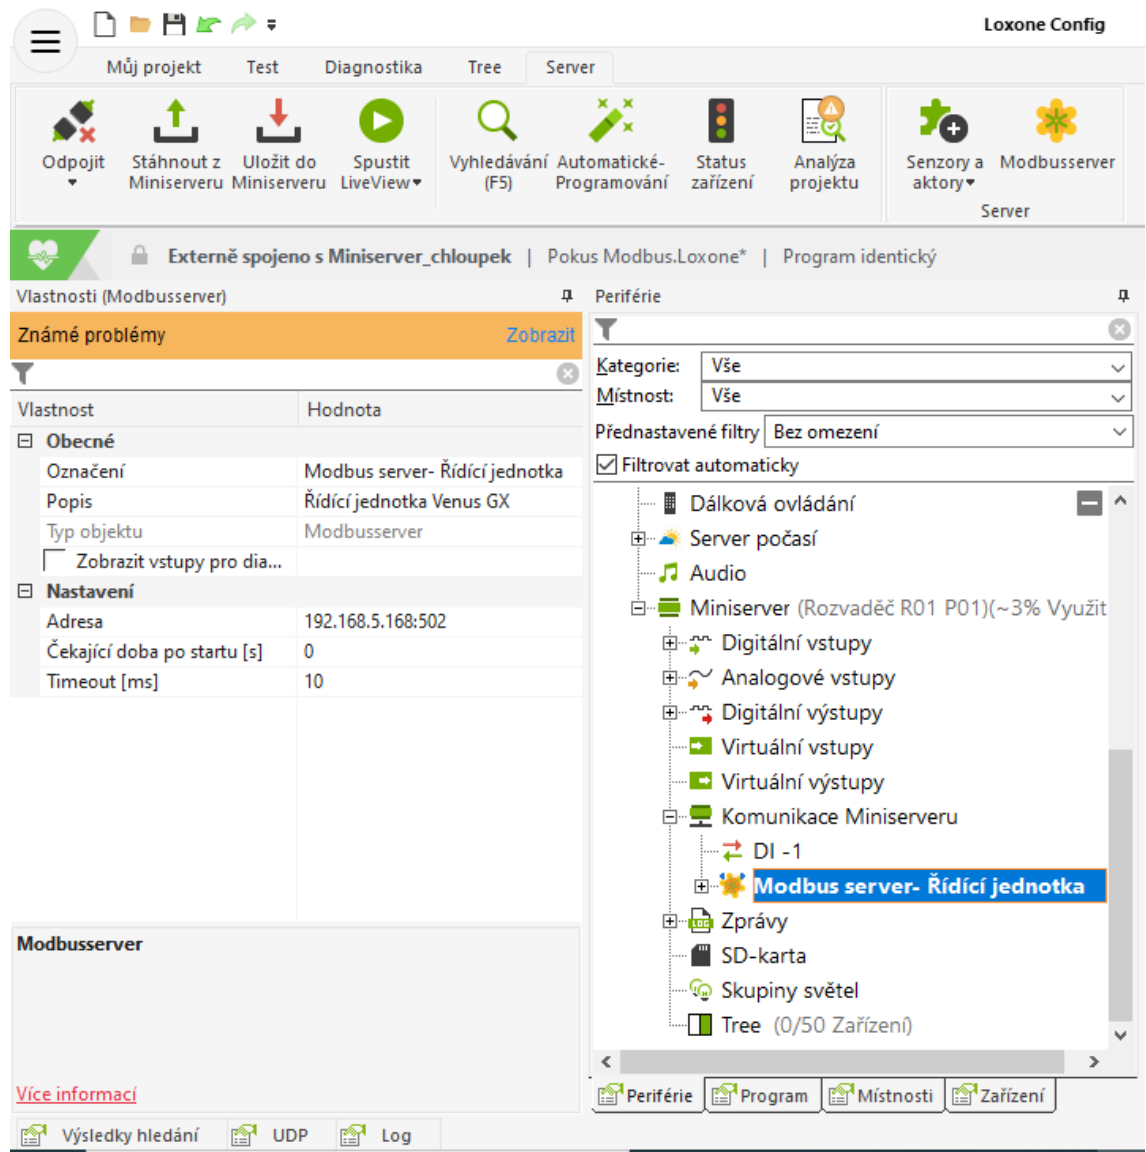 Loxone Config
Můj projekt Test Diagnostika Tree Server
Odpojit Stáhnout z Miniserveru Uložit do Miniserveru Spustit LiveView Vyhledávání (F5) Automatické- Programování Status zařízení Analýza projektu Senzory a aktory Modbusserver
Server
Externě spojeno s Miniserver_chloupek | Pokus Modbus.Loxone* | Program identický
Vlastnosti (Modbusserver)
Známé problémy Zobrazit
Vlastnost Hodnota
Obecné
Označení Modbus server- Řídící jednotka
Popis Řídící jednotka Venus GX
Typ objektu Modbusserver
Zobrazit vstupy pro dia...
Nastavení
Adresa 192.168.5.168:502
Čekající doba po startu [s] 0
Timeout [ms] 10
Modbusserver
Více informací
Periférie
Kategorie: Vše
Místnost: Vše
Přednastavené filtry Bez omezení
Filtrovat automaticky
Dálková ovládání
Server počasí
Audio
Miniserver (Rozvaděč R01 P01)(~3% Využit
Digitální vstupy
Analogové vstupy
Digitální výstupy
Virtuální vstupy
Virtuální výstupy
Komunikace Miniserveru
DI -1
Modbus server- Řídící jednotka
LOG
Zprávy
SD-karta
Skupiny světel
Tree (0/50 Zařízení)
Periférie Program Místnosti Zařízení
Výsledky hledání UDP Log